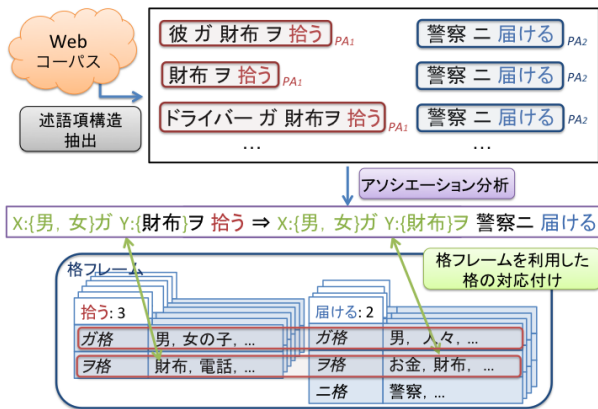 Web
コーパス
述語項構造
抽出
彼 ガ 財布 ヲ 拾う PA1
警察 ニ 届ける PA2
財布 ヲ 拾う PA1
警察 ニ 届ける PA2
ドライバー ガ 財布ヲ 拾う PA1
警察 ニ 届ける PA2
... ...
アソシエーション分析
X:{男, 女}ガ Y:{財布}ヲ 拾う ⇒ X:{男, 女}ガ Y:{財布}ヲ 警察ニ 届ける
格フレームを利用した
格の対応付け
格フレーム
拾う: 3
ガ格 男, 女の子, ...
ヲ格 財布, 電話, ...
届ける: 2
ガ格 男, 人々, ...
ヲ格 お金, 財布, ...
ニ格 警察, ...